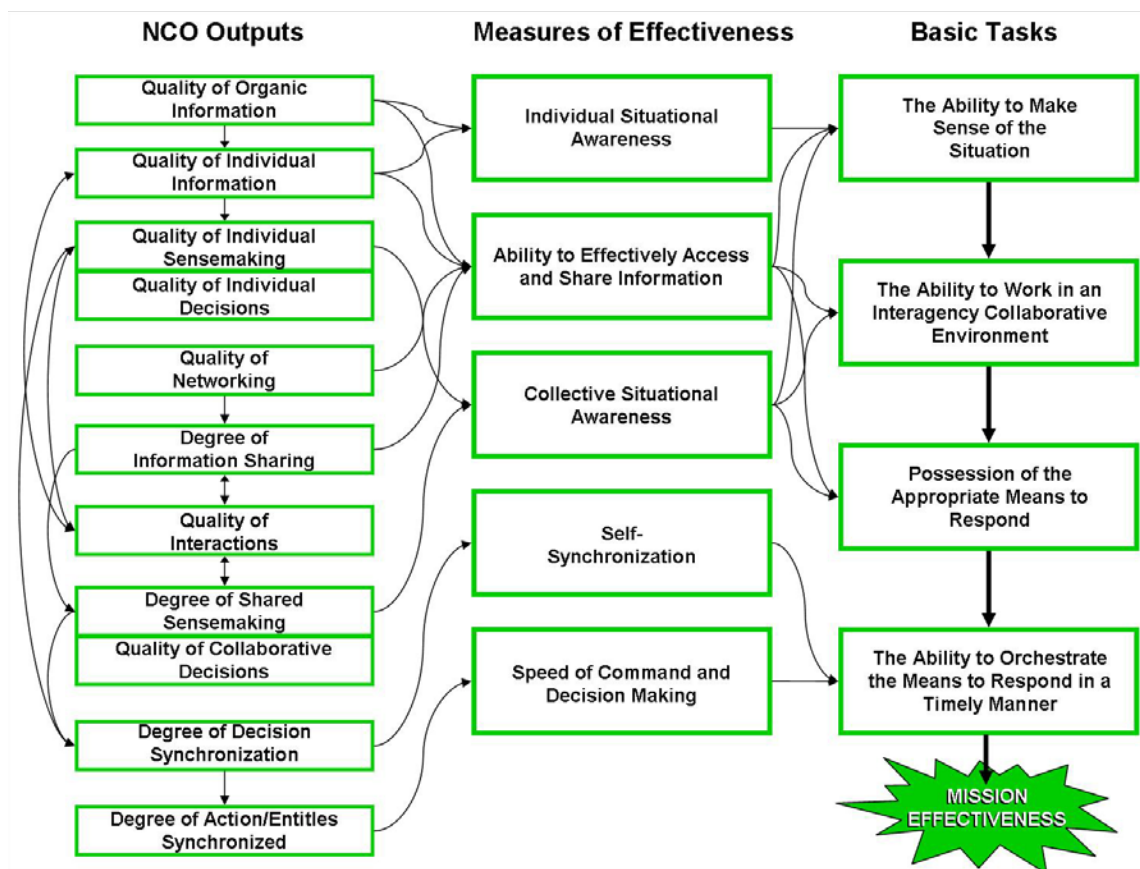 NCO Outputs
Measures of Effectiveness
Basic Tasks
Quality of Organic
Information
Quality of Individual
Information
Quality of Individual
Sensemaking
Quality of Individual
Decisions
Quality of
Networking
Degree of
Information Sharing
Quality of
Interactions
Degree of Shared
Sensemaking
Quality of Collaborative
Decisions
Degree of Decision
Synchronization
Degree of Action/Entitles
Synchronized
Individual Situational
Awareness
Ability to Effectively Access
and Share Information
Collective Situational
Awareness
Self-
Synchronization
Speed of Command and
Decision Making
The Ability to Make
Sense of the
Situation
The Ability to Work in an
Interagency Collaborative
Environment
Possession of the
Appropriate Means to
Respond
The Ability to Orchestrate
the Means to Respond in a
Timely Manner
MISSION
EFFECTIVENESS